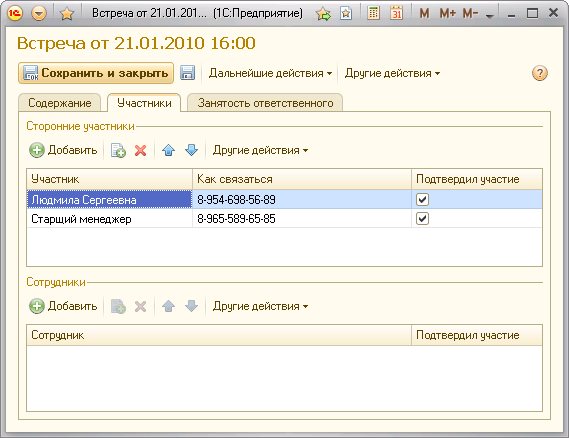 Встреча от 21.01.201... (1С:Предприятие)
31 M M+ M-
Встреча от 21.01.2010 16:00
Сохранить и закрыть Дальнейшие действия Другие действия ?
Содержание Участники Занятость ответственного
Сторонние участники
Добавить Другие действия
Участник Как связаться Подтвердил участие
Людмила Сергеевна 8-954-698-56-89
Старщий менеджер 8-965-589-65-85
Сотрудники
Добавить Другие действия
Сотрудник Подтвердил участие